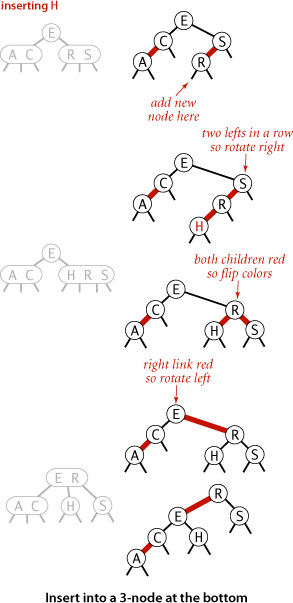 inserting H
E
A C
R S
E
C
S
A
R
add new
node here
two lefts in a row
so rotate right
E
C
S
A
R
H
E
A C
H R S
both children red
so flip colors
E
C
R
A
H
S
right link red
so rotate left
E
C
R
A
H
S
E R
A C
H
S
R
E
S
C
H
A
Insert into a 3-node at the bottom